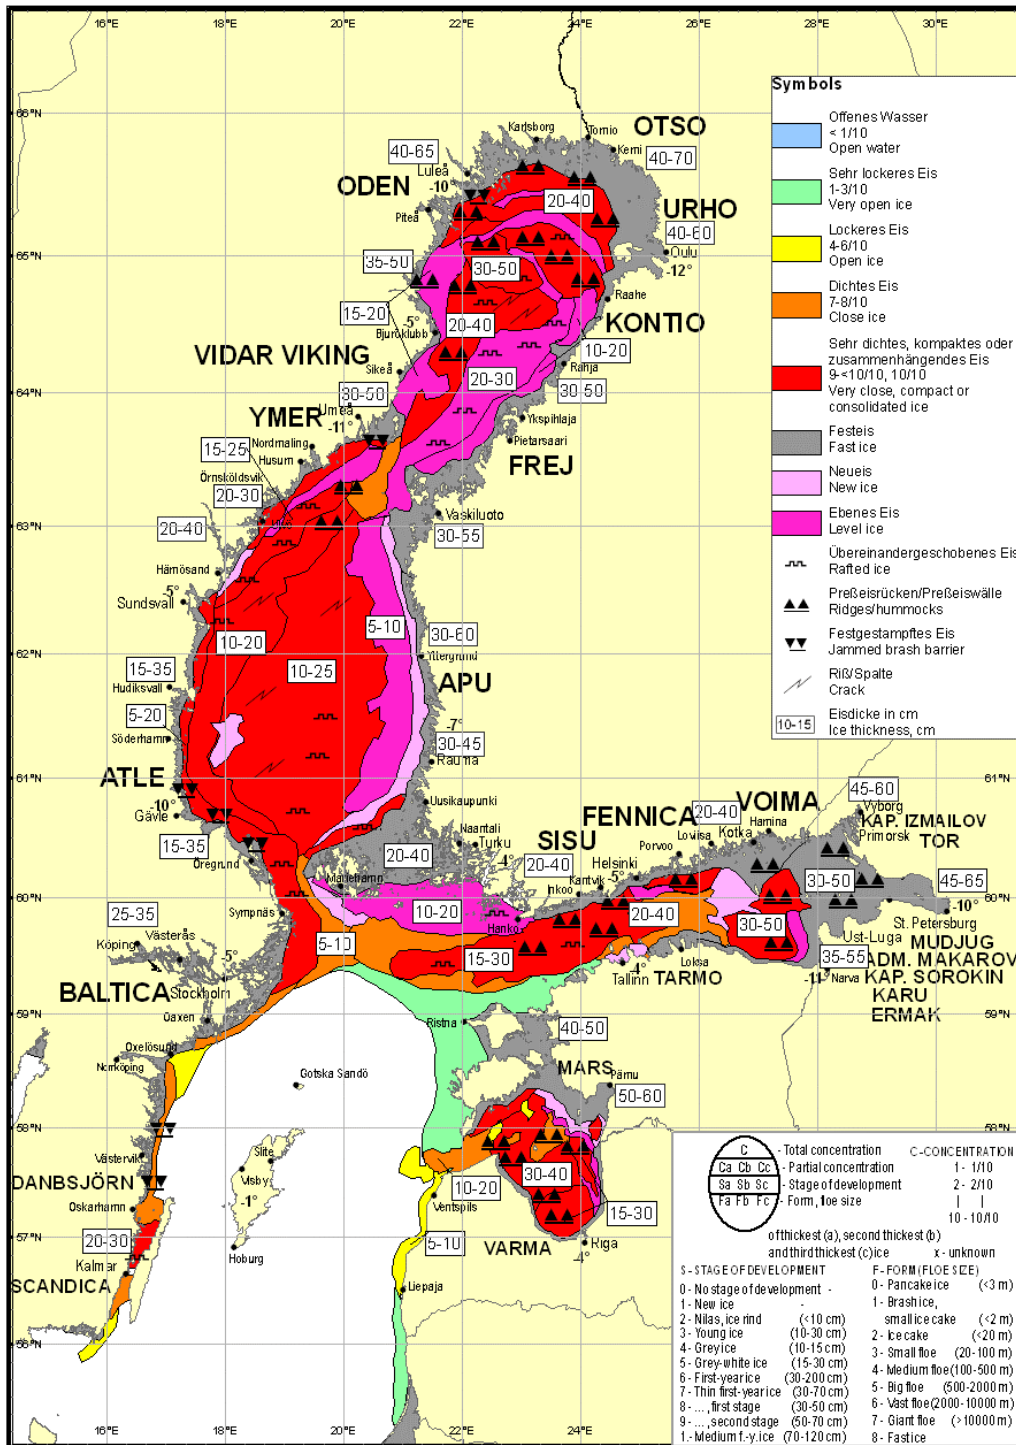 16°E 18°E 20°E 22°E 24°E 26°E 28°E 30°E
Symbols
Offenes Wasser
< 1/10
Open water
Sehr lockeres Eis
1-3/10
Very open ice
Lockeres Eis
4-6/10
Open ice
Dichtes Eis
7-8/10
Close ice
Sehr dichtes, kompaktes oder
zusammenhängendes Eis
9-<10/10, 10/10
Very close, compact or
consolidated ice
Festeis
Fast ice
Neueis
New ice
Ebenes Eis
Level ice
Übereinandergeschobenes Eis
Rafted ice
Preßeisrücken/Preßeiswälle
Ridges/hummocks
Festgestampftes Eis
Jammed brash barrier
Riß/Spalte
Crack
10-15
Eisdicke in cm
Ice thickness, cm
66°N
Karlsborg
Tornio
OTSO
Kemi
40-65
40-70
Luleå
-10°
ODEN
20-40
Piteå
URHO
40-60
65°N
Oulu
-12°
35-50
30-50
Raahe
15-20
-5°
Bjuröklubb
20-40
KONTIO
10-20
VIDAR VIKING
Sikeå
Rahja
20-30
30-50
64°N
30-50
YMER
Umeå
-11°
Ykspihlaja
Nordmaling
Pietarsaari
15-25
Husum
FREJ
Örnsköldsvik
20-30
Vaskiluoto
63°N
20-40
30-55
Härnösand
-5°
Sundsvall
5-10
30-60
10-20
Yttergrund
62°N
15-35
10-25
APU
Hudiksvall
5-20
-7°
Söderhamn
30-45
Rauma
ATLE
61°N
-10°
Gävle
Uusikaupunki
15-35
Öregrund
Naantali
Turku
20-40
-4°
SISU
FENNICA
20-40
VOIMA
45-60
Vyborg
KAP. IZMAILOV
Primorsk
TOR
Hamina
Kotka
Loviisa
Porvoo
Helsinki
-5°
Kantvik
Inkoo
20-40
30-50
45-65
Mariehamn
60°N
Sympnäs
10-20
Hanko
20-40
30-50
-10°
St. Petersburg
25-35
Västerås
Köping
5-10
15-30
Ust-Luga
MUDJUG
35-55
ADM. MAKAROV
-5°
Loksa
-4°
Tallinn
TARMO
-11°
Narva
KAP. SOROKIN
BALTICA
Stockholm
KARU
59°N
Ristna
ERMAK
Oxelösund
40-50
Norrköping
Gotska Sandö
MARS
Pärnu
50-60
58°N
Västervik
Slite
Visby
DANBSJÖRN
-1°
30-40
10-20
Oskarhamn
Ventspils
15-30
57°N
20-30
Hoburg
5-10
VARMA
Riga
-4°
Kalmar
SCANDICA
Liepaja
56°N
C
Ca Cb Cc
Sa Sb Sc
Fa Fb Fc
- Total concentration
- Partial concentration
- Stage of development
- Form, floe size
C-CONCENTRATION
1 - 1/10
2 - 2/10
10 - 10/10
of thickest (a), second thickest (b)
and third thickest (c) ice x - unknown
S - STAGE OF DEVELOPMENT
0 - No stage of development -
1 - New ice -
2 - Nilas, ice rind (<10 cm)
3 - Young ice (10-30 cm)
4 - Grey ice (10-15 cm)
5 - Grey-white ice (15-30 cm)
6 - First-year ice (30-200 cm)
7 - Thin first-year ice (30-70 cm)
8 - ..., first stage (30-50 cm)
9 - ..., second stage (50-70 cm)
1.- Medium f.-y. ice (70-120 cm)
F - FORM (FLOE SIZE)
0 - Pancake ice (<3 m)
1 - Brash ice,
small ice cake (<2 m)
2 - Ice cake (<20 m)
3 - Small floe (20-100 m)
4 - Medium floe (100-500 m)
5 - Big floe (500-2000 m)
6 - Vast floe (2000-10000 m)
7 - Giant floe (>10000 m)
8 - Fast ice
16°E 18°E 20°E 22°E 24°E